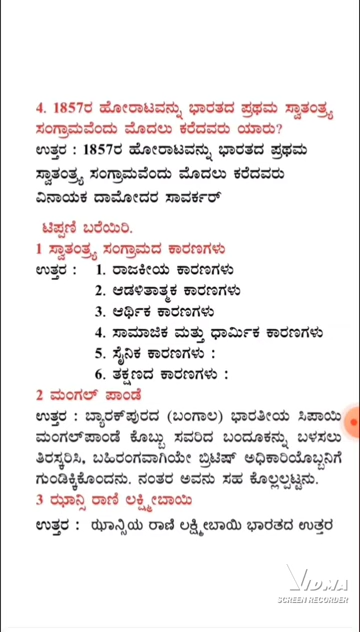 4. 1857ರ ಹೋರಾಟವನ್ನು ಭಾರತದ ಪ್ರಥಮ ಸ್ವಾತಂತ್ರ್ಯ
ಸಂಗ್ರಾಮವೆಂದು ಮೊದಲು ಕರೆದವರು ಯಾರು?
ಉತ್ತರ : 1857ರ ಹೋರಾಟವನ್ನು ಭಾರತದ ಪ್ರಥಮ
ಸ್ವಾತಂತ್ರ್ಯ ಸಂಗ್ರಾಮವೆಂದು ಮೊದಲು ಕರೆದವರು
ವಿನಾಯಕ ದಾಮೋದರ ಸಾವರ್ಕರ್
ಟಿಪ್ಪಣಿ ಬರೆಯಿರಿ.
1 ಸ್ವಾತಂತ್ರ್ಯ ಸಂಗ್ರಾಮದ ಕಾರಣಗಳು
ಉತ್ತರ : 1. ರಾಜಕೀಯ ಕಾರಣಗಳು
2. ಆಡಳಿತಾತ್ಮಕ ಕಾರಣಗಳು
3. ಆರ್ಥಿಕ ಕಾರಣಗಳು
4. ಸಾಮಾಜಿಕ ಮತ್ತು ಧಾರ್ಮಿಕ ಕಾರಣಗಳು
5. ಸೈನಿಕ ಕಾರಣಗಳು :
6. ತಕ್ಷಣದ ಕಾರಣಗಳು :
2 ಮಂಗಲ್ ಪಾಂಡೆ
ಉತ್ತರ : ಬ್ಯಾರಕ್‌ಪುರದ (ಬಂಗಾಲ) ಭಾರತೀಯ ಸಿಪಾಯಿ
ಮಂಗಲ್‌ಪಾಂಡೆ ಕೊಬ್ಬು ಸವರಿದ ಬಂದೂಕನ್ನು ಬಳಸಲು
ತಿರಸ್ಕರಿಸಿ, ಬಹಿರಂಗವಾಗಿಯೇ ಬ್ರಿಟಿಷ್ ಅಧಿಕಾರಿಯೊಬ್ಬನಿಗೆ
ಗುಂಡಿಕ್ಕಿಕೊಂದನು. ನಂತರ ಅವನು ಸಹ ಕೊಲ್ಲಲ್ಪಟ್ಟನು.
3 ಝಾನ್ಸಿ ರಾಣಿ ಲಕ್ಷ್ಮೀಬಾಯಿ
ಉತ್ತರ : ಝಾನ್ಸಿಯ ರಾಣಿ ಲಕ್ಷ್ಮೀಬಾಯಿ ಭಾರತದ ಉತ್ತರ
VIDMA
SCREEN RECORDER